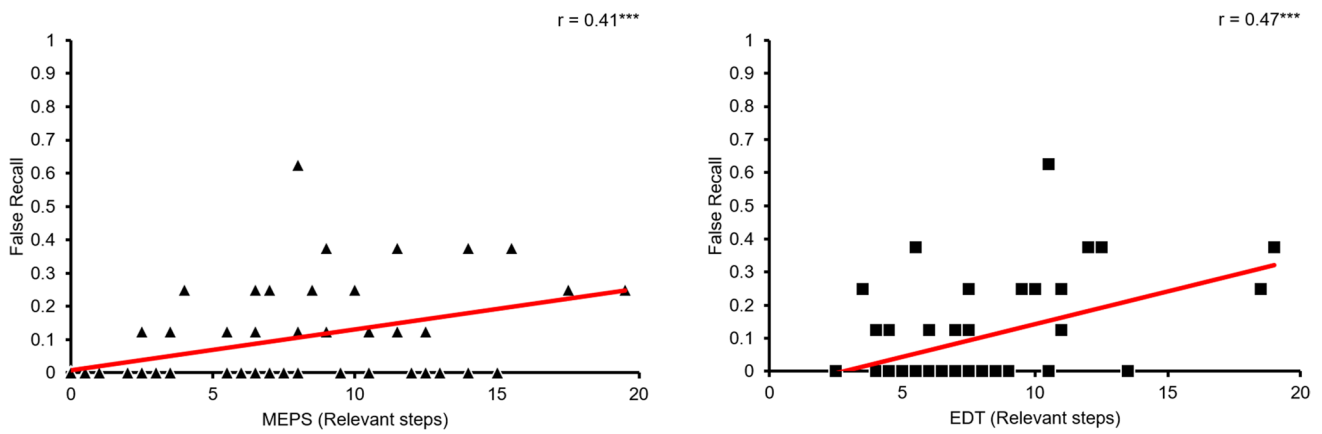 r = 0.41***
1
0.9
0.8
0.7
0.6
0.5
0.4
0.3
0.2
0.1
0
False Recall
0 5 10 15 20
MEPS (Relevant steps)
r = 0.47***
1
0.9
0.8
0.7
0.6
0.5
0.4
0.3
0.2
0.1
0
False Recall
0 5 10 15 20
EDT (Relevant steps)